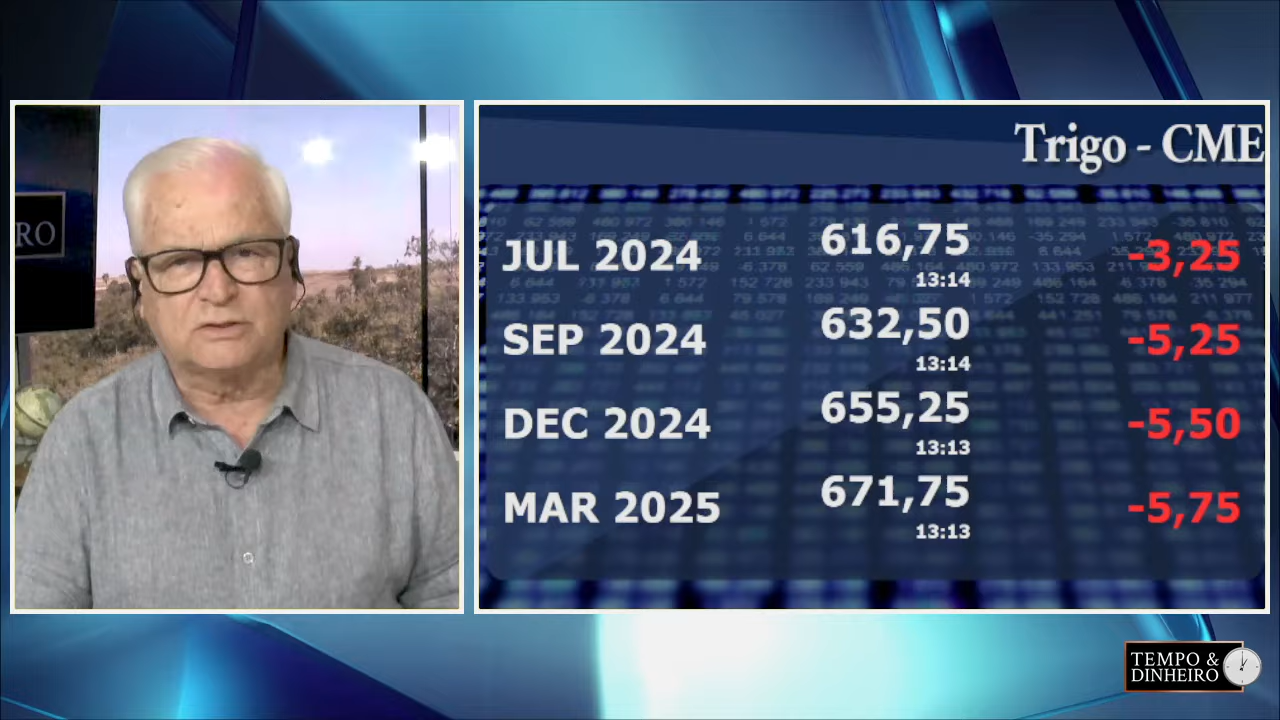 RO
Trigo - CME
JUL 2024 616,75 -3,25
13:14
SEP 2024 632,50 -5,25
13:14
DEC 2024 655,25 -5,50
13:13
MAR 2025 671,75 -5,75
13:13
TEMPO &
DINHEIRO